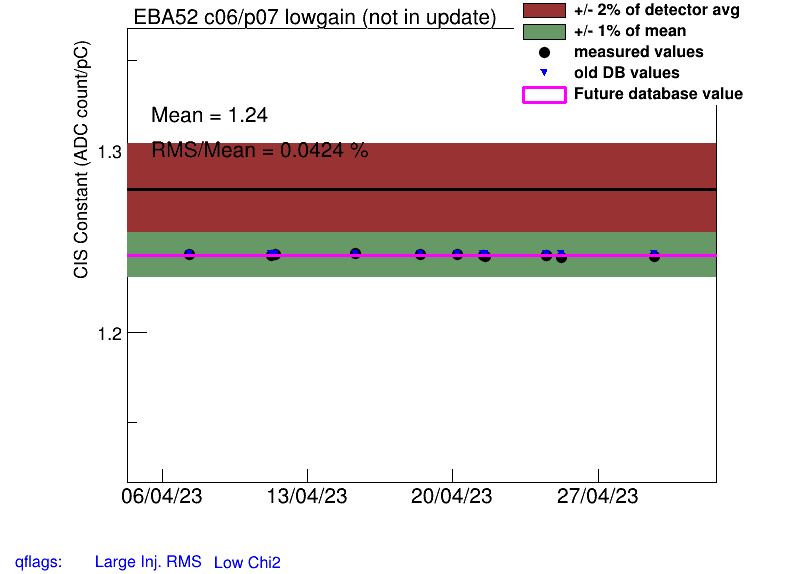 EBA52 c06/p07 lowgain (not in update)
+/- 2% of detector avg
+/- 1% of mean
measured values
old DB values
Future database value
CIS Constant (ADC count/pC)
Mean = 1.24
RMS/Mean = 0.0424 %
1.3
1.2
06/04/23 13/04/23 20/04/23 27/04/23
qflags: Large Inj. RMS Low Chi2